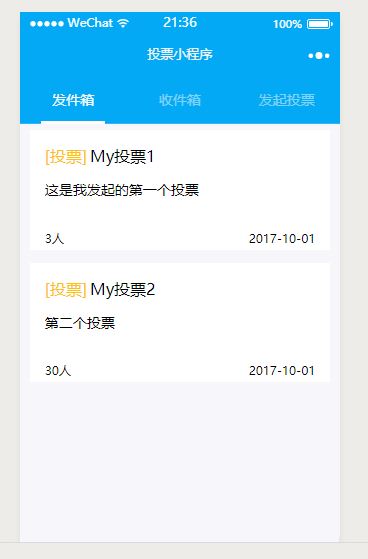 WeChat 21:36 100%
投票小程序
发件箱 收件箱 发起投票
[投票] My投票1
这是我发起的第一个投票
3人 2017-10-01
[投票] My投票2
第二个投票
30人 2017-10-01